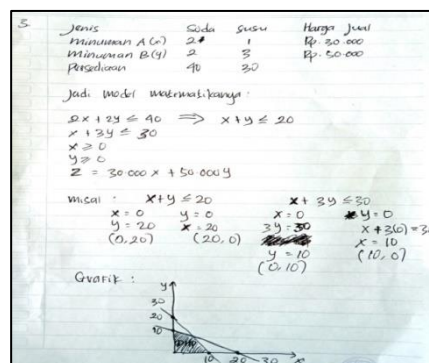 3. Jenis Soda Susu Harga Jual
Minuman A (x) 2 1 Rp. 30.000
Minuman B (y) 2 3 Rp. 50.000
Persediaan 40 30
Jadi model matematikanya :
2x + 2y ≤ 40 ⟹ x + y ≤ 20
x + 3y ≤ 30
x ≥ 0
y ≥ 0
Z = 30.000 x + 50.000 y
misal : x + y ≤ 20 x + 3y ≤ 30
x = 0 y = 0 x = 0 y = 0
y = 20 x = 20 3y = 30 x + 3(0) = 30
(0,20) (20,0) y = 10 x = 10
(0,10) (10,0)
Grafik :
y
30
20
10
10 20 30 x